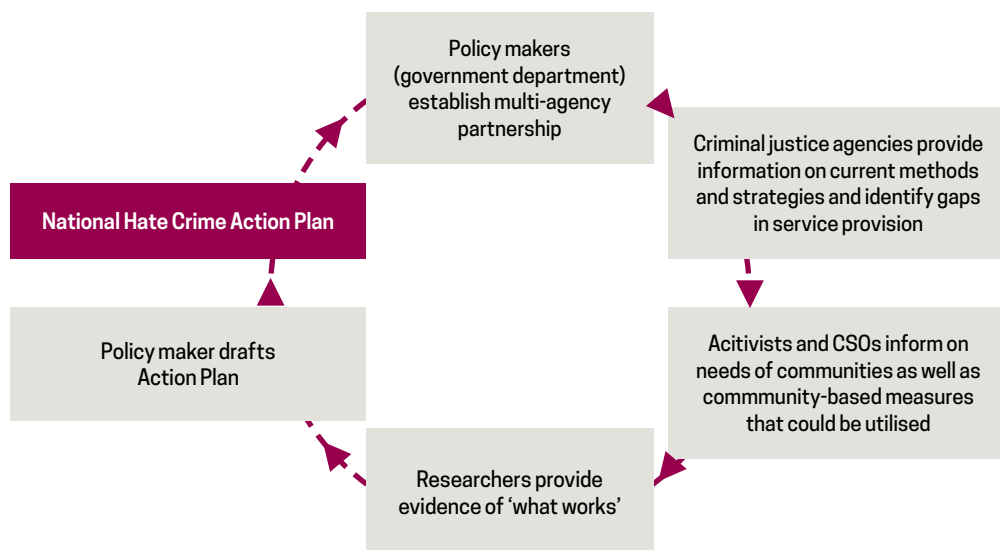 Policy makers
(government department)
establish multi-agency
partnership
Criminal justice agencies provide
information on current methods
and strategies and identify gaps
in service provision
Acitivists and CSOs inform on
needs of communities as well as
commmunity-based measures
that could be utilised
Researchers provide
evidence of ‘what works’
Policy maker drafts
Action Plan
National Hate Crime Action Plan